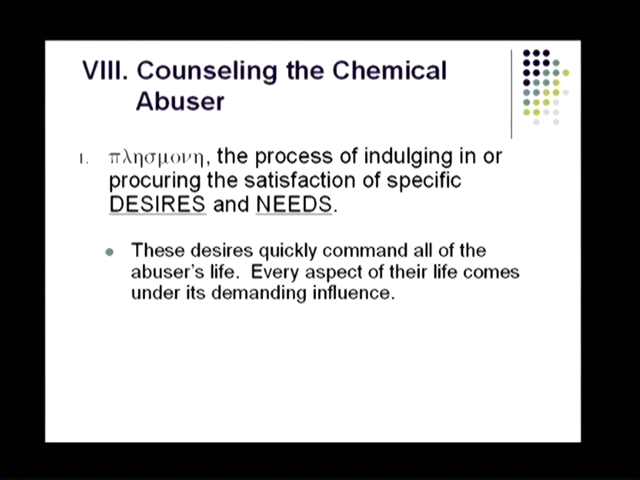 VIII. Counseling the Chemical
Abuser
1. πλησμονη, the process of indulging in or
procuring the satisfaction of specific
DESIRES and NEEDS.
These desires quickly command all of the
abuser's life. Every aspect of their life comes
under its demanding influence.